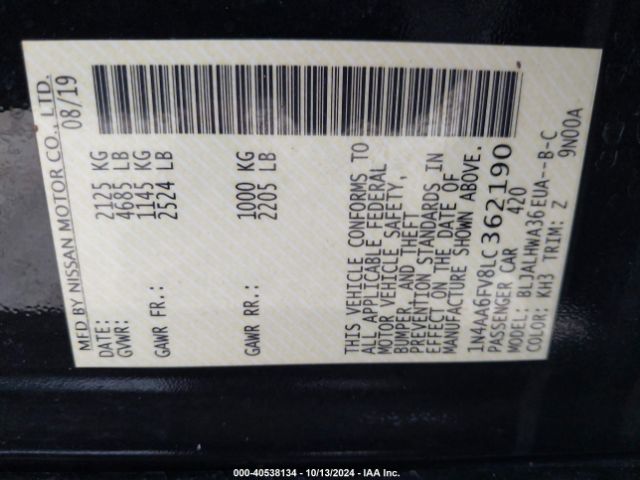 MFD BY NISSAN MOTOR CO., LTD.
DATE: 08/19
GVWR: 2125 KG
4685 LB
GAWR FR.: 1145 KG
2524 LB
GAWR RR.: 1000 KG
2205 LB
THIS VEHICLE CONFORMS TO
ALL APPLICABLE FEDERAL
MOTOR VEHICLE SAFETY,
BUMPER, AND THEFT
PREVENTION STANDARDS IN
EFFECT ON THE DATE OF
MANUFACTURE SHOWN ABOVE.
1N4AA6FV8LC362190
PASSENGER CAR 420
MODEL: BLJALHWA36EUA--B-C
COLOR: KH3 TRIM: Z 9N00A
000-40538134 - 10/13/2024 - IAA Inc.